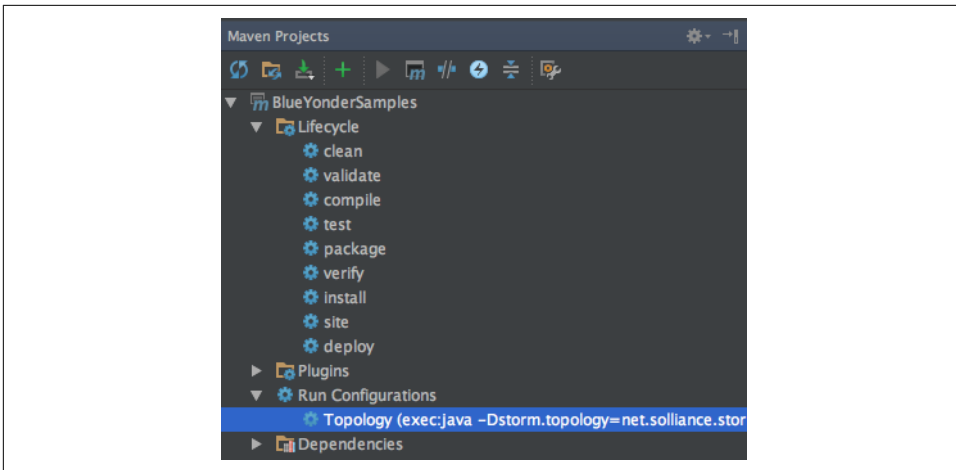 Maven Projects
BlueYonderSamples
Lifecycle
clean
validate
compile
test
package
verify
install
site
deploy
Plugins
Run Configurations
Topology (exec:java -Dstorm.topology=net.solliance.stor
Dependencies